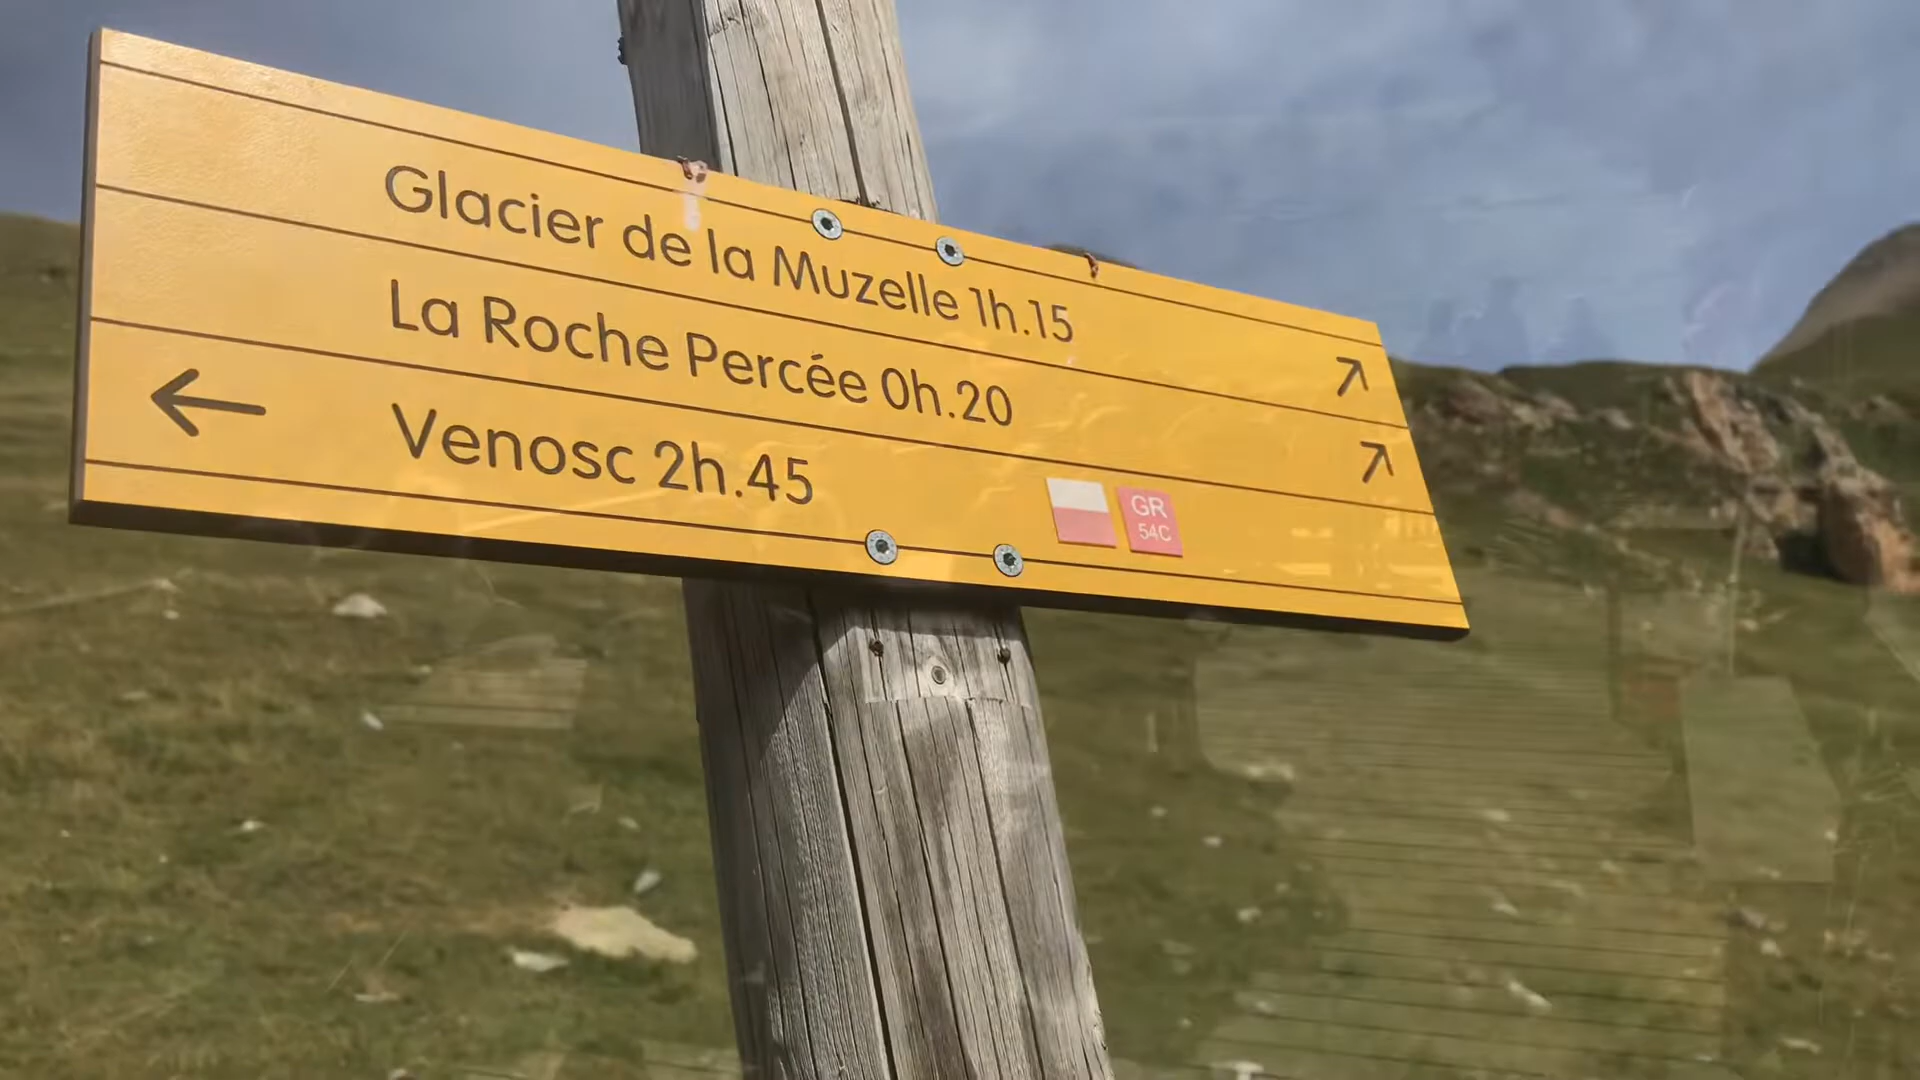 Glacier de la Muzelle 1h.15
La Roche Percée 0h.20
Venosc 2h.45
GR
54C